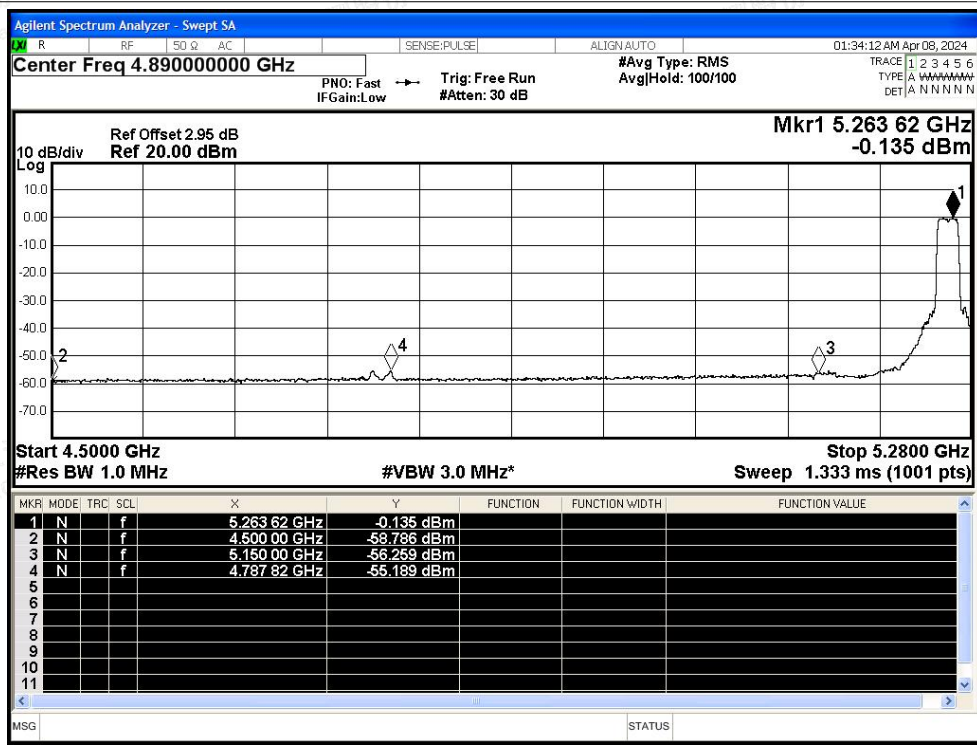 Agilent Spectrum Analyzer - Swept SA
LXI R RF 50 Ω AC SENSE:PULSE ALIGNAUTO 01:34:12 AM Apr 08, 2024
Center Freq 4.890000000 GHz
#Avg Type: RMS
TRACE 1 2 3 4 5 6
PNO: Fast
Trig: Free Run
Avg|Hold: 100/100
TYPE A WWWWW
IFGain:Low
#Atten: 30 dB
DET A N N N N N
Mkr1 5.263 62 GHz
Ref Offset 2.95 dB
-0.135 dBm
10 dB/div
Ref 20.00 dBm
Log
10.0
1
0.00
-10.0
-20.0
-30.0
-40.0
-50.0
2
4
3
-60.0
-70.0
Start 4.5000 GHz
Stop 5.2800 GHz
#Res BW 1.0 MHz
#VBW 3.0 MHz*
Sweep 1.333 ms (1001 pts)
MKR MODE TRC SCL X Y FUNCTION FUNCTION WIDTH FUNCTION VALUE
1 N f 5.263 62 GHz -0.135 dBm
2 N f 4.500 00 GHz -58.786 dBm
3 N f 5.150 00 GHz -56.259 dBm
4 N f 4.787 82 GHz -55.189 dBm
5
6
7
8
9
10
11
MSG
STATUS